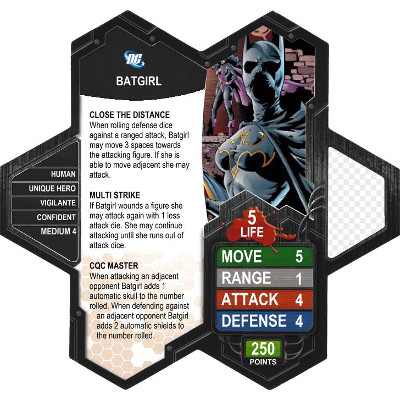 DC
BATGIRL
CLOSE THE DISTANCE
When rolling defense dice
against a ranged attack, Batgirl
may move 3 spaces towards
the attacking figure. If she is
able to move adjacent she may
attack.
MULTI STRIKE
If Batgirl wounds a figure she
may attack again with 1 less
attack die. She may continue
attacking until she runs out of
attack dice.
CQC MASTER
When attacking an adjacent
opponent Batgirl adds 1
automatic skull to the number
rolled. When defending against
an adjacent opponent Batgirl
adds 2 automatic shields to
the number rolled.
HUMAN
UNIQUE HERO
VIGILANTE
CONFIDENT
MEDIUM 4
5
LIFE
MOVE 5
RANGE 1
ATTACK 4
DEFENSE 4
250
POINTS